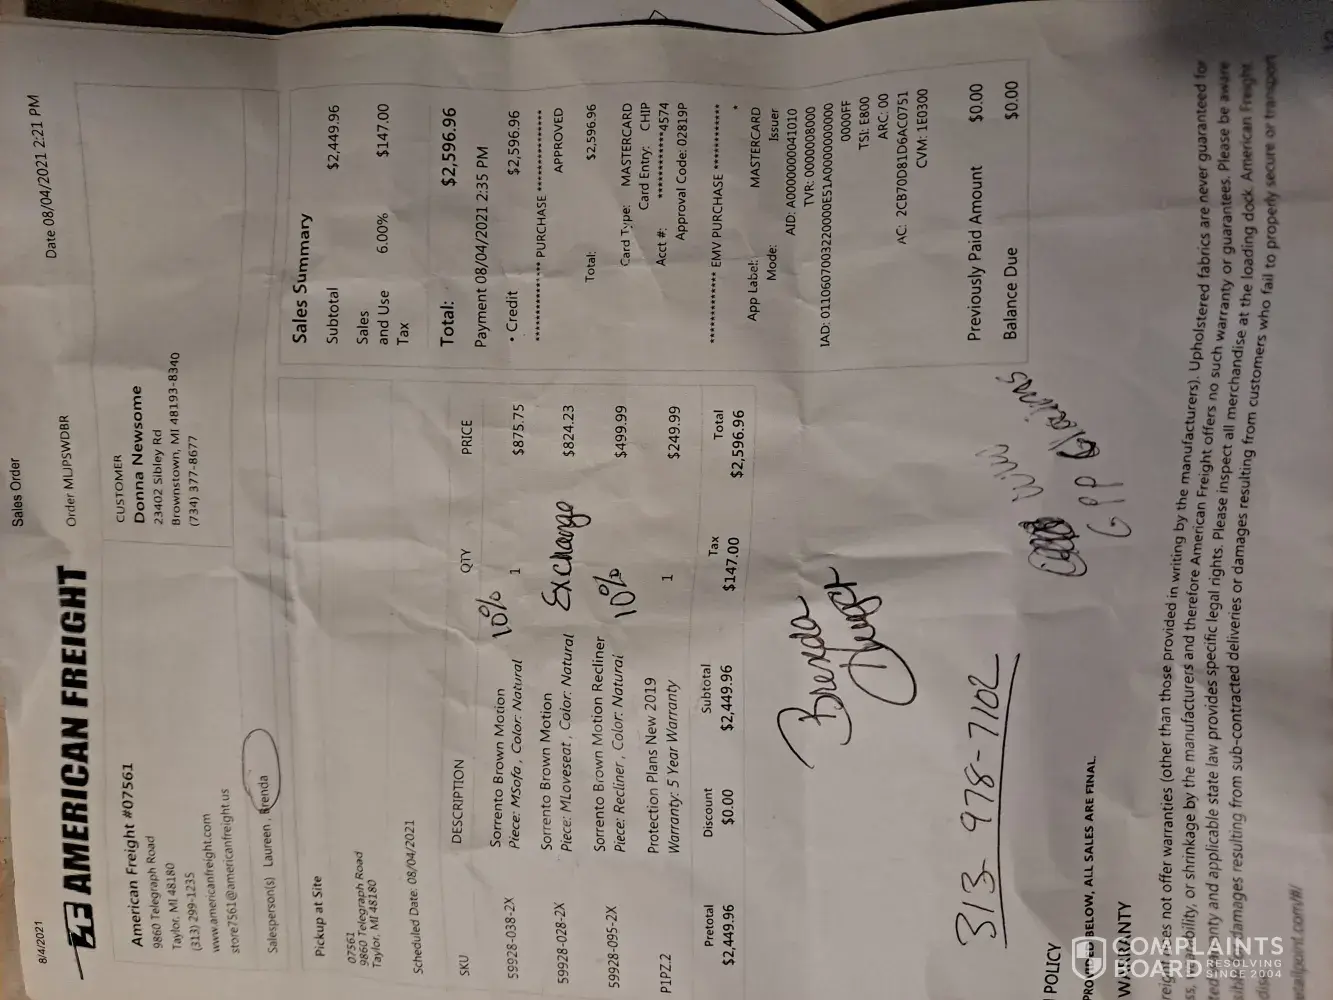 8/4/2021
Sales Order
AMERICAN FREIGHT
Order MLJPSWDBR
Date 08/04/2021 2:21 PM
American Freight #07561
9860 Telegraph Road
Taylor, MI 48180
(313) 299-1235
www.americanfreight.com
store7561@americanfreight.us
Salesperson(s) Laureen , Brenda
CUSTOMER
Donna Newsome
23402 Sibley Rd
Brownstown, MI 48193-8340
(734) 377-8677
Pickup at Site
07561
9860 Telegraph Road
Taylor, MI 48180
Scheduled Date: 08/04/2021
SKU DESCRIPTION QTY PRICE
59928-038-2X Sorrento Brown Motion 10% 1 $875.75
Piece: MSofa , Color: Natural
59928-028-2X Sorrento Brown Motion Exchange $824.23
Piece: MLoveseat , Color: Natural
59928-095-2X Sorrento Brown Motion Recliner 10% $499.99
Piece: Recliner , Color: Natural
P1PZ.2 Protection Plans New 2019 1 $249.99
Warranty: 5 Year Warranty
Pretotal Discount Subtotal Tax Total
$2,449.96 $0.00 $2,449.96 $147.00 $2,596.96
Sales Summary
Subtotal $2,449.96
Sales
and Use 6.00% $147.00
Tax
Total: $2,596.96
Payment 08/04/2021 2:35 PM
• Credit $2,596.96
************* PURCHASE *************
APPROVED
Total: $2,596.96
Card Type: MASTERCARD
Card Entry: CHIP
Acct #: ************4574
Approval Code: 02819P
************ EMV PURCHASE ************
App Label: MASTERCARD
Mode: Issuer
AID: A0000000041010
TVR: 0000008000
IAD: 0110607003220000E51A00000000000000
0000FF
TSI: E800
ARC: 00
AC: 2CB70D81D6AC0751
CVM: 1E0300
Previously Paid Amount $0.00
Balance Due $0.00
Brenda
313-978-7102
GPP
POLICY
BELOW, ALL SALES ARE FINAL.
WARRANTY
does not offer warranties (other than those provided in writing by the manufacturers). Upholstered fabrics are never guaranteed for
or shrinkage by the manufacturers and therefore American Freight offers no such warranty or guarantees. Please be aware
and applicable state law provides specific legal rights. Please inspect all merchandise at the loading dock. American Freight
damages resulting from sub-contracted deliveries or damages resulting from customers who fail to properly secure or transport
COMPLAINTS
BOARD
RESOLVING
SINCE 2004